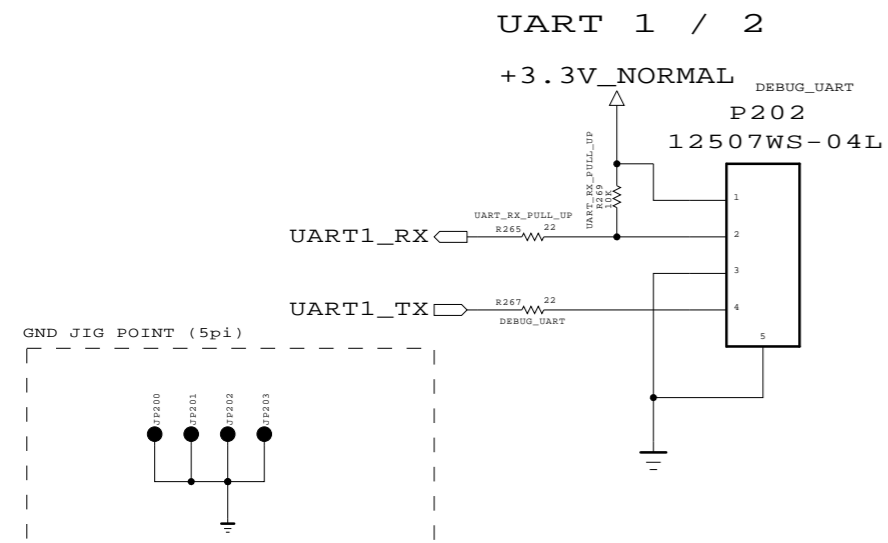 UART 1 / 2
+3.3V_NORMAL
DEBUG_UART
P202
12507WS-04L
UART_RX_PULL_UP
R269
10K
1
UART_RX_PULL_UP
UART1_RX
R265
22
2
3
UART1_TX
R267
22
4
DEBUG_UART
5
GND JIG POINT (5pi)
JP200
JP201
JP202
JP203